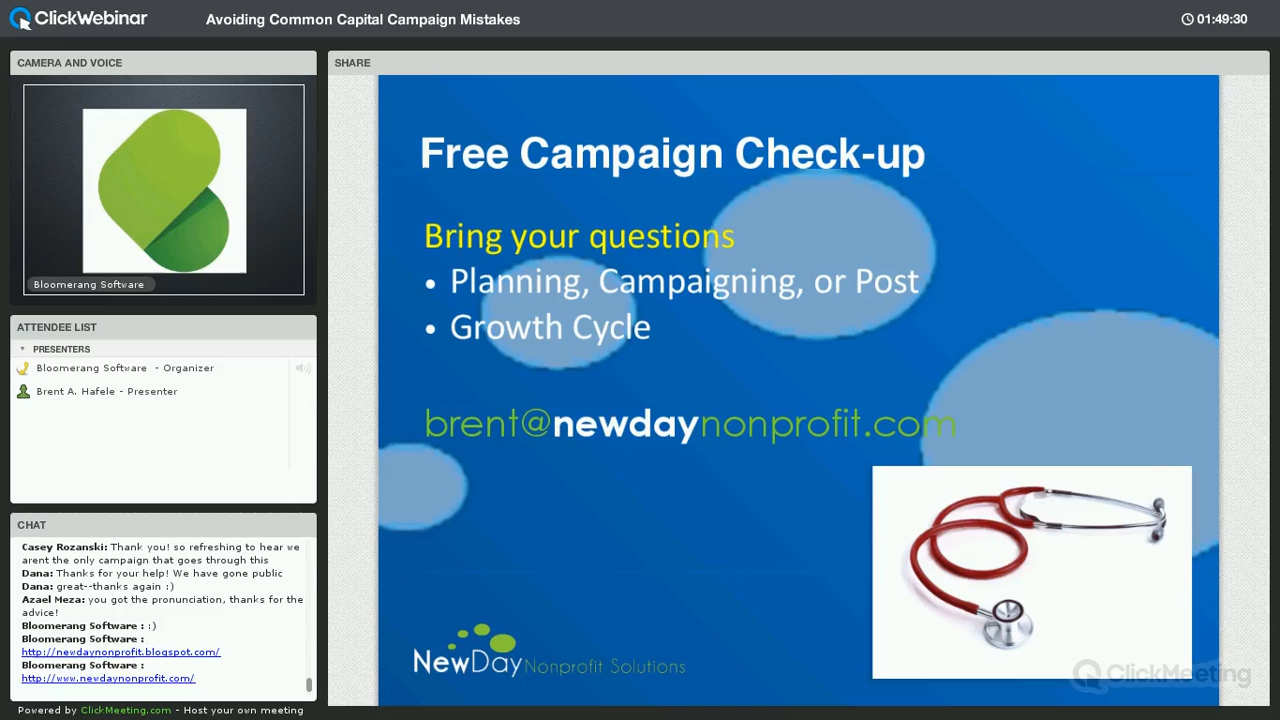 ClickWebinar
Avoiding Common Capital Campaign Mistakes
01:49:30
CAMERA AND VOICE
Bloomerang Software
ATTENDEE LIST
PRESENTERS
Bloomerang Software - Organizer
Brent A. Hafele - Presenter
CHAT
Casey Rozanski: Thank you! so refreshing to hear we
arent the only campaign that goes through this
Dana: Thanks for your help! We have gone public
Dana: great--thanks again :)
Azael Meza: you got the pronunciation, thanks for the
advice!
Bloomerang Software : :)
Bloomerang Software :
http://newdaynonprofit.blogspot.com/
Bloomerang Software :
http://www.newdaynonprofit.com/
Powered by ClickMeeting.com - Host your own meeting
SHARE
Free Campaign Check-up
Bring your questions
• Planning, Campaigning, or Post
• Growth Cycle
brent@newdaynonprofit.com
NewDay Nonprofit Solutions
ClickMeeting